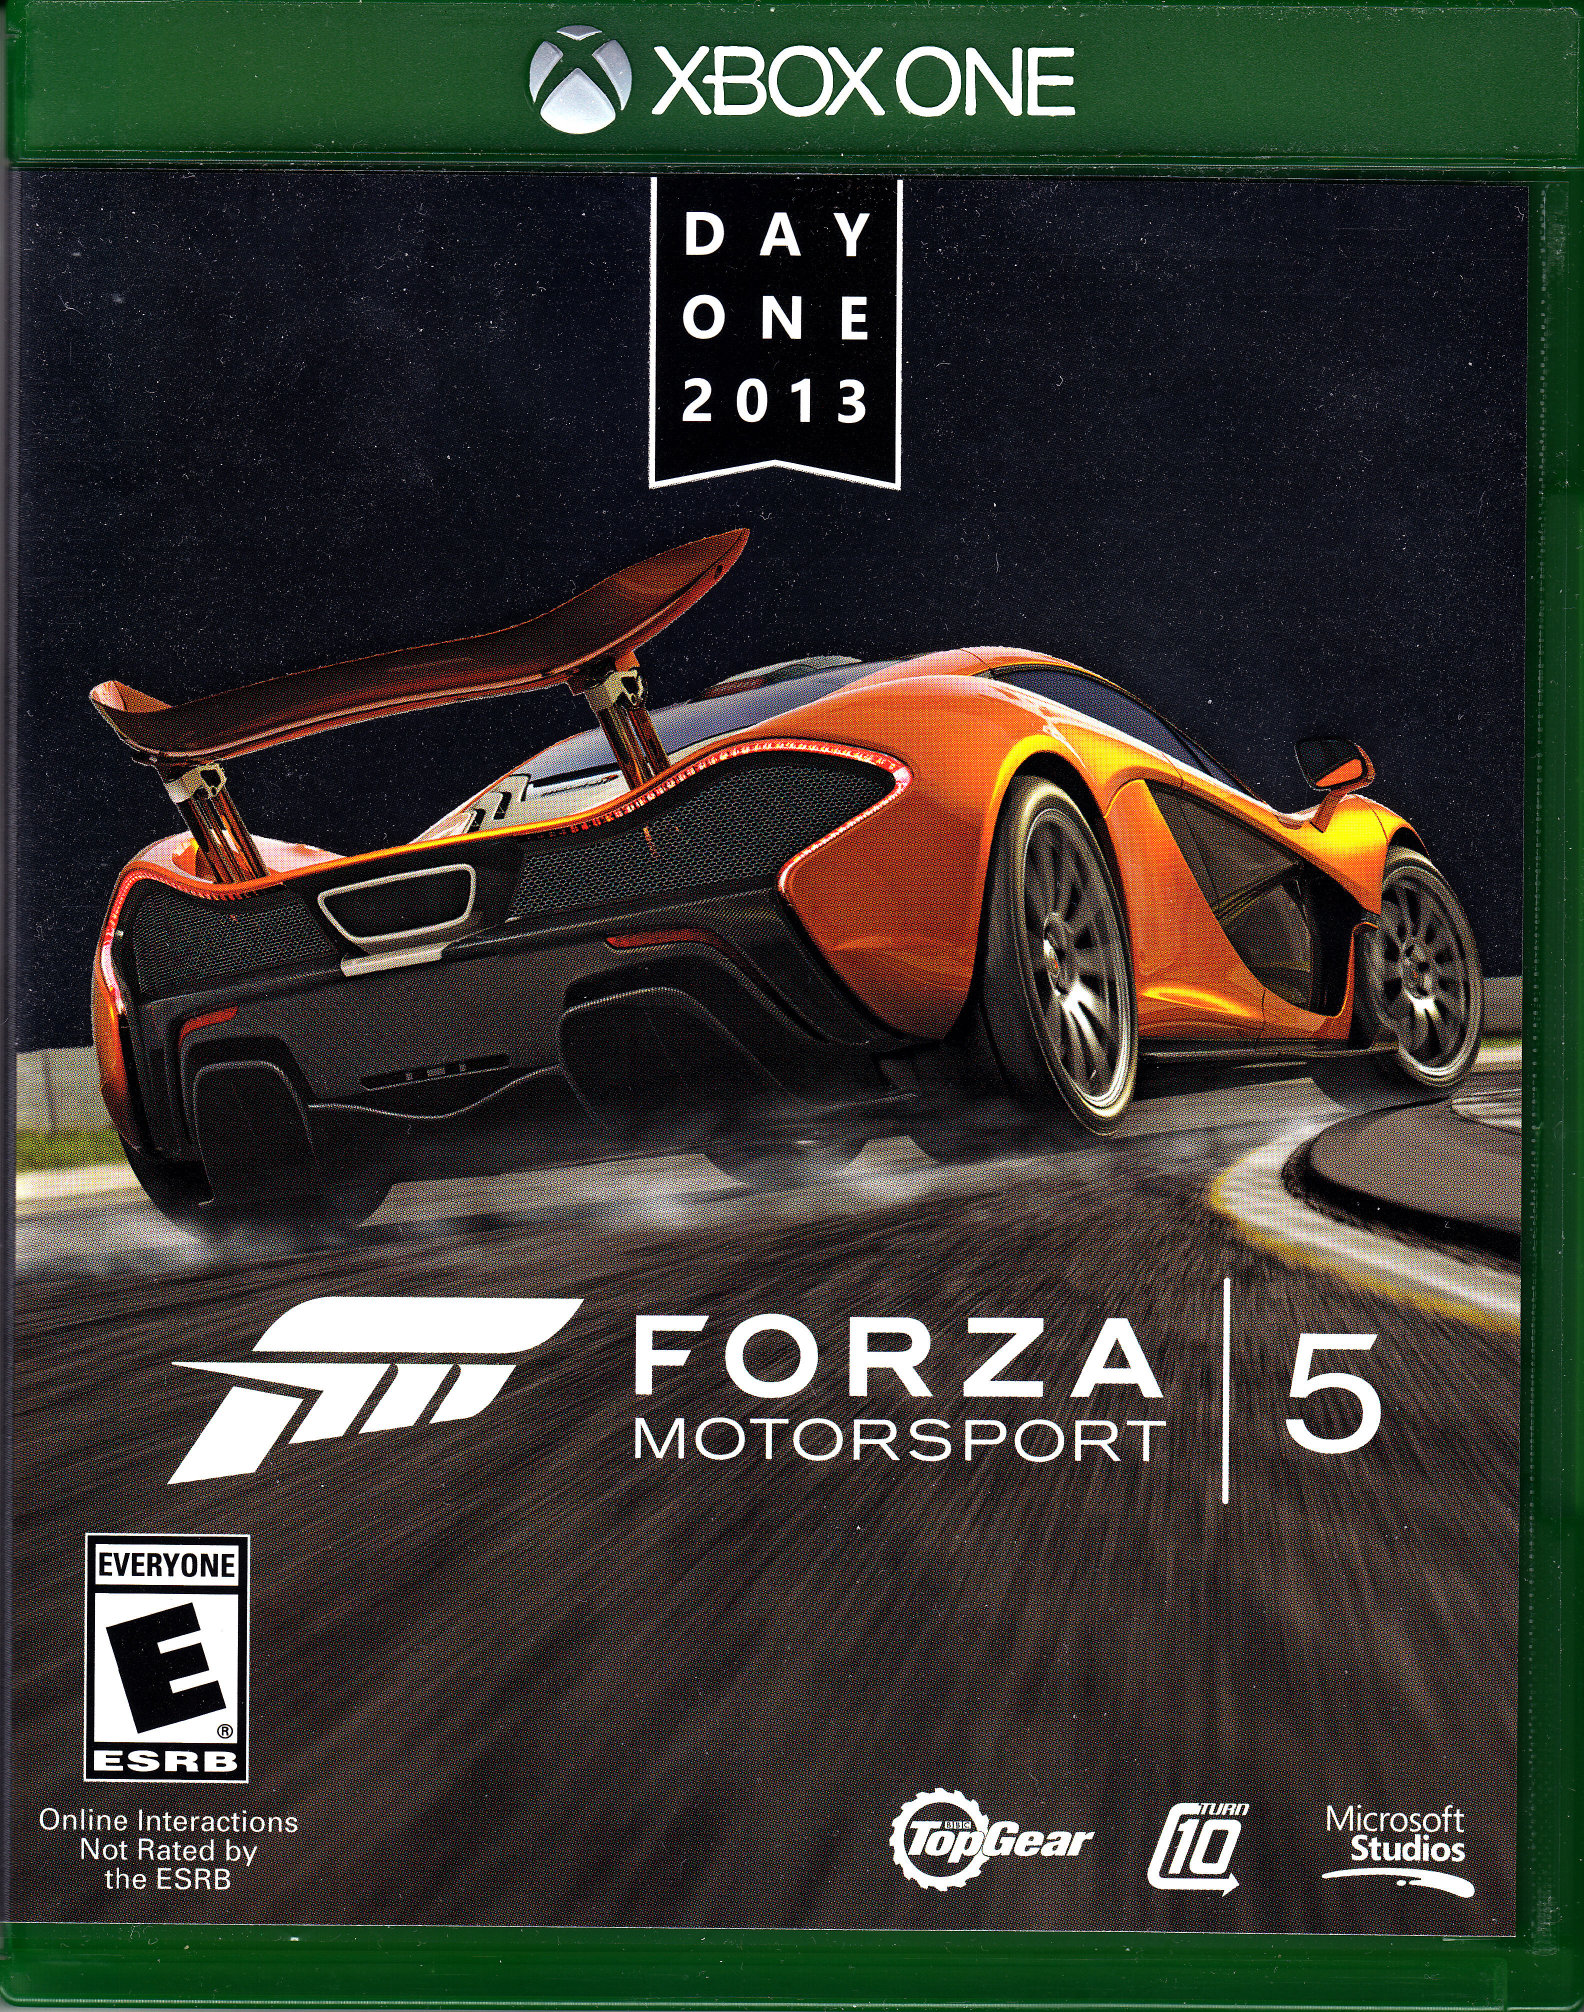 XBOX ONE
DAY
ONE
2013
FORZA
MOTORSPORT
5
EVERYONE
E
®
ESRB
Online Interactions
Not Rated by
the ESRB
BBC
TopGear
TURN
10
Microsoft
Studios